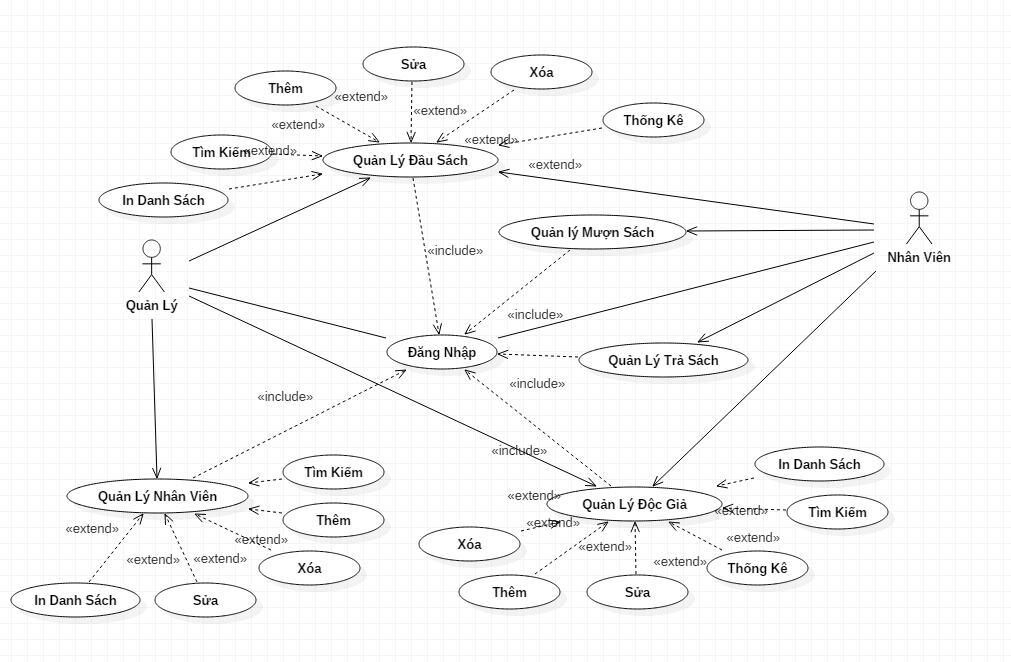 Sửa
Xóa
Thêm
«extend»
«extend»
Thống Kê
«extend»
«extend»
Tìm Kiếm
«extend»
Quản Lý Đầu Sách
«extend»
In Danh Sách
Quản lý Mượn Sách
«include»
Nhân Viên
Quản Lý
«include»
Đăng Nhập
Quản Lý Trả Sách
«include»
«include»
«include»
In Danh Sách
Tìm Kiếm
Quản Lý Nhân Viên
«extend»
Quản Lý Độc Giả
«extend»
Tìm Kiếm
Thêm
«extend»
«extend»
«extend»
«extend»
Xóa
«extend»
«extend»
«extend»
«extend»
Xóa
Thống Kê
Thêm
Sửa
In Danh Sách
Sửa